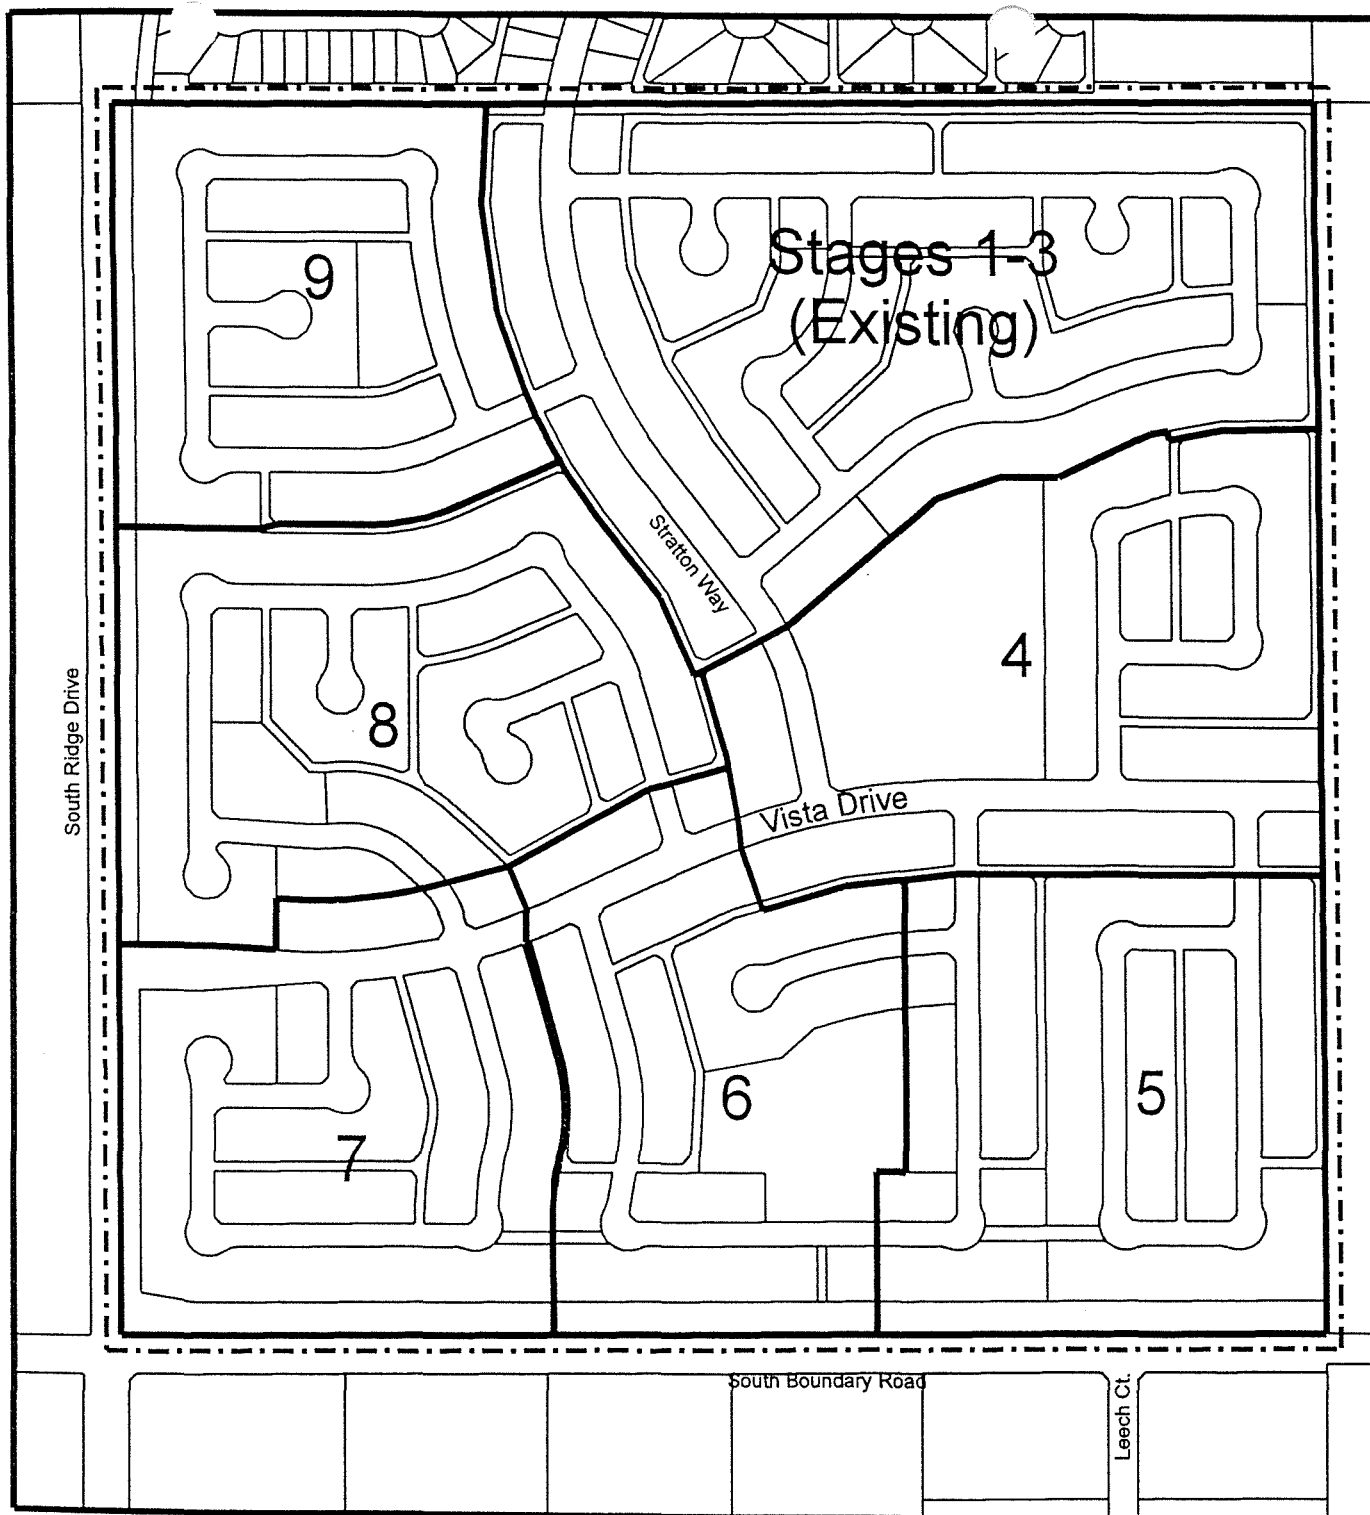 9
Stages 1-3
(Existing)
Stratton Way
4
South Ridge Drive
8
Vista Drive
6
5
7
South Boundary Road
Leech Ct.